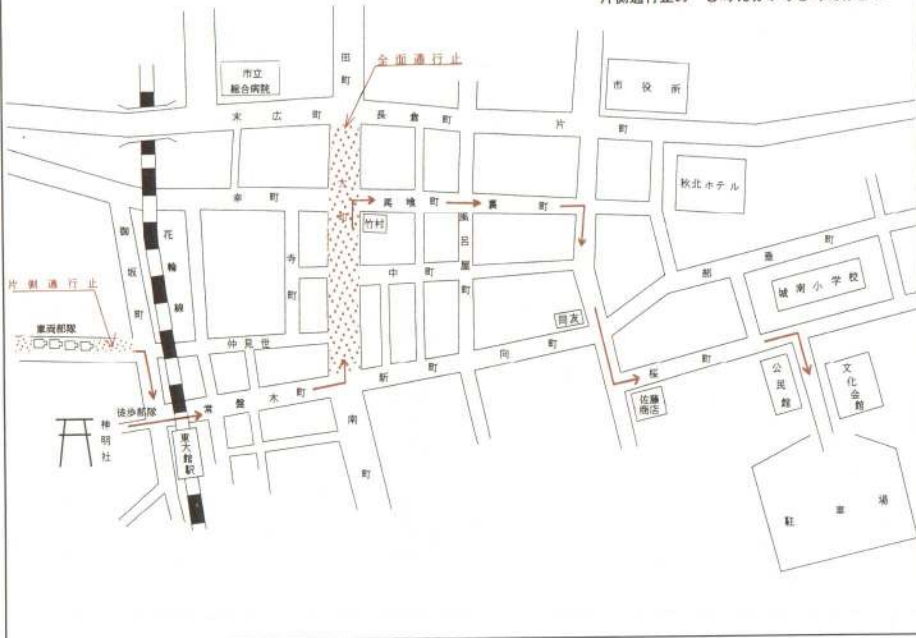 田町
全面通行止
市立
総合病院
市役所
末広町
長倉町
片町
秋北ホテル
幸町
大町
馬喰町
裏町
竹村
風呂屋町
御坂町
花輪線
寺町
中町
部垂町
城南小学校
片側通行止
車両部隊
同友
仲見世
向町
新町
桜町
公民館
文化会館
佐藤
商店
常盤木町
徒歩部隊
神明社
東大館駅
南町
駐車場